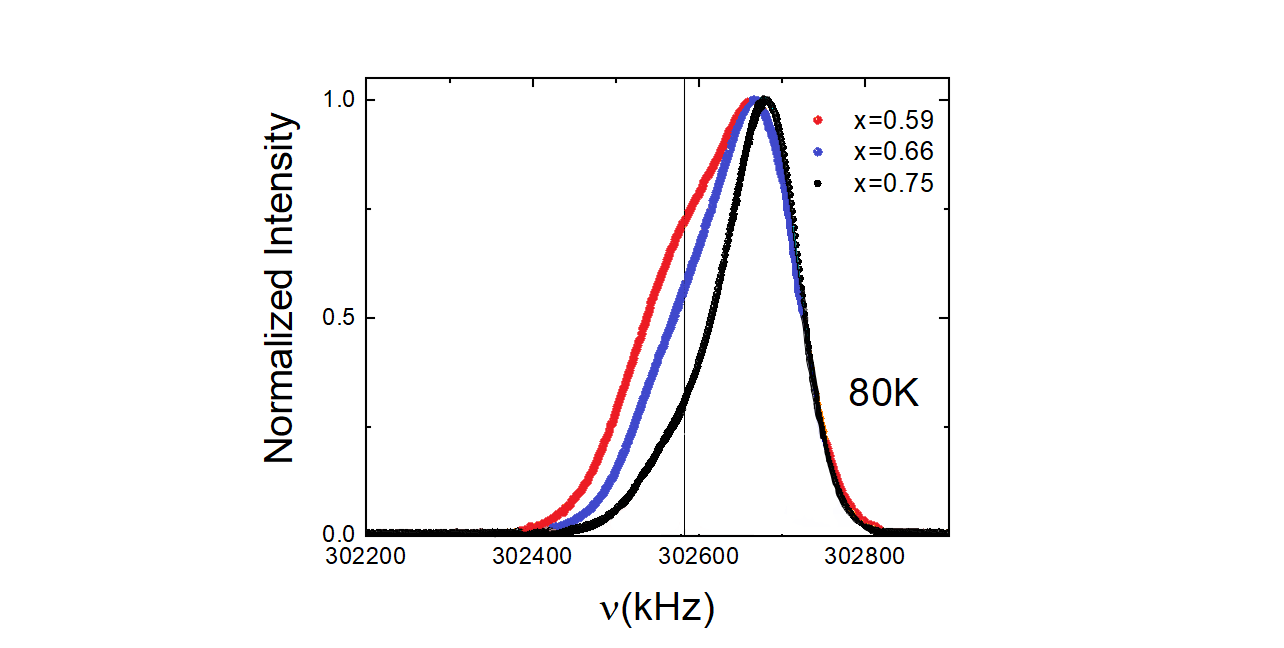 Normalized Intensity
1.0
0.5
0.0
x=0.59
x=0.66
x=0.75
80K
302200 302400 302600 302800
ν(kHz)